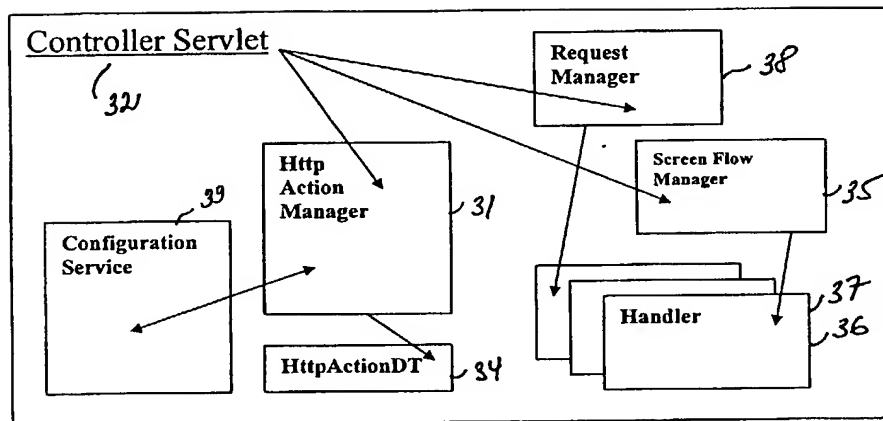 Controller Servlet
32
Request
Manager
38
Http
Action
Manager
31
Screen Flow
Manager
35
39
Configuration
Service
Handler
37
36
HttpActionDT
34